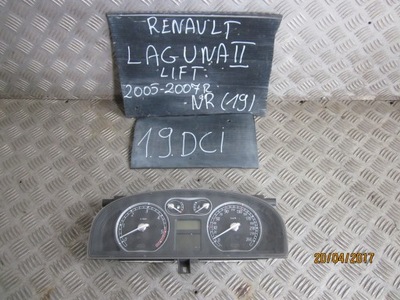 RENAULT
LAGUNA II
LIFT:
2005-2007R
NR (19)
1.9 DCI
20/04/2017